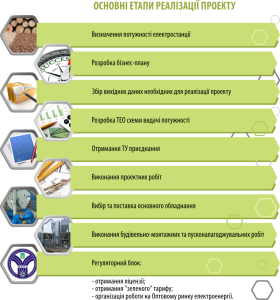 ОСНОВНІ ЕТАПИ РЕАЛІЗАЦІЇ ПРОЕКТУ
Визначення потужності електростанції
SUCCESS
Розробка бізнес-плану
Збір вихідних даних необхідних для реалізації проекту
Розробка ТЕО схеми видачі потужності
Отримання ТУ приєднання
Виконання проектних робіт
Вибір та поставка основного обладнання
Виконання будівельно-монтажних та пусконалагоджувальних робіт
Регуляторний блок:
- отримання ліцензії;
- отримання "зеленого" тарифу;
- організація роботи на Оптовому ринку електроенергії.